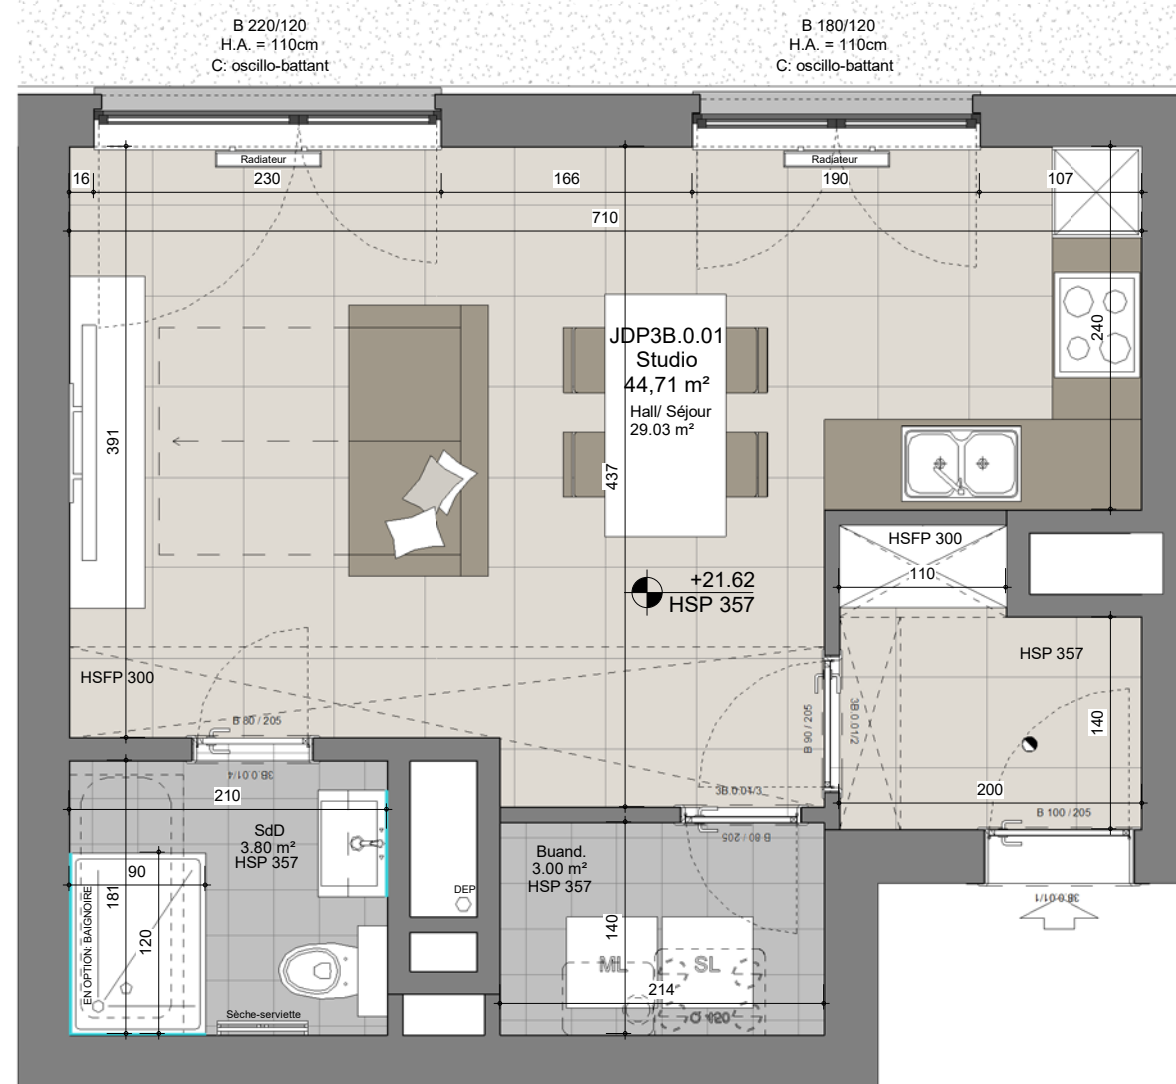 B 220/120
H.A. = 110cm
C: oscillo-battant
B 180/120
H.A. = 110cm
C: oscillo-battant
Radiateur
Radiateur
16
230
166
190
107
710
JDP3B.0.01
Studio
44,71 m²
Hall/ Séjour
29.03 m²
240
391
437
HSFP 300
110
+21.62
HSP 357
HSP 357
HSFP 300
B 80 / 205
3B.0.01/4
B 90 / 205
3B.0.01/2
140
200
3B.0.01/3
B 80 / 205
B 100 / 205
3B.0.01/1
210
SdD
3.80 m²
HSP 357
90
181
120
EN OPTION: BAIGNOIRE
DEP
Sèche-serviette
Buand.
3.00 m²
HSP 357
140
ML
SL
214